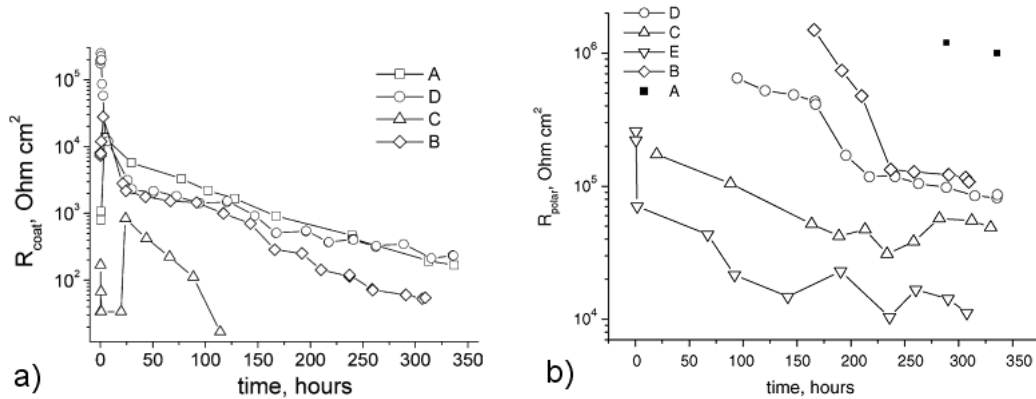 R_coat, Ohm cm²
10⁵
10⁴
10³
10²
0 50 100 150 200 250 300 350
time, hours
A
D
C
B
a)
R_polar, Ohm cm²
10⁶
10⁵
10⁴
0 50 100 150 200 250 300 350
time, hours
D
C
E
B
A
b)